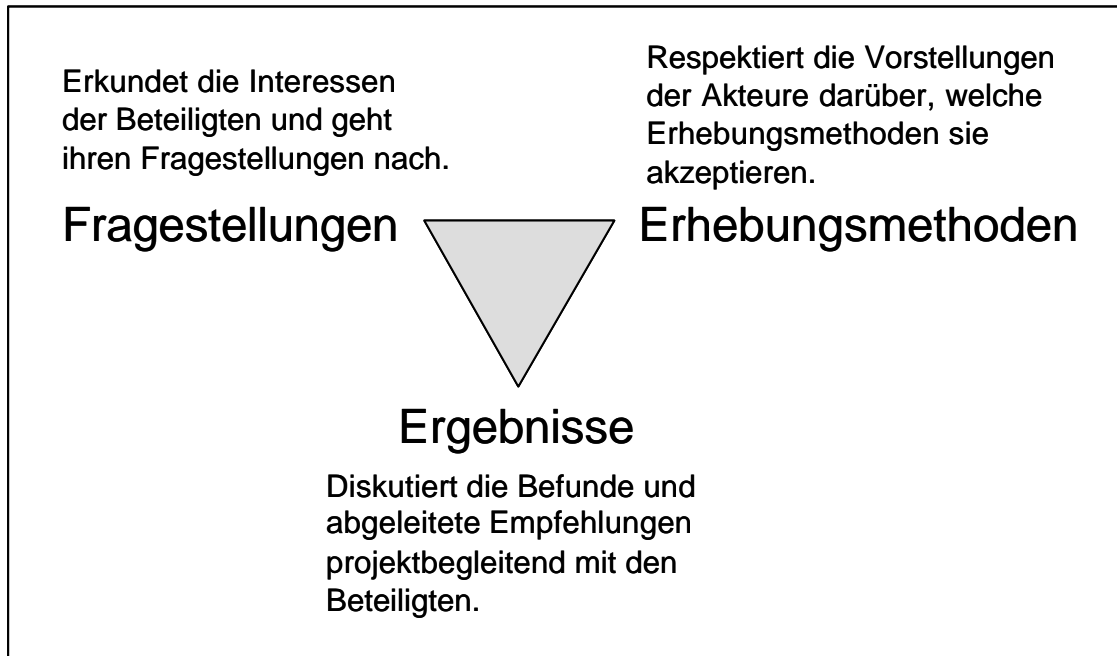 Erkundet die Interessen
der Beteiligten und geht
ihren Fragestellungen nach.
Fragestellungen
Respektiert die Vorstellungen
der Akteure darüber, welche
Erhebungsmethoden sie
akzeptieren.
Erhebungsmethoden
Ergebnisse
Diskutiert die Befunde und
abgeleitete Empfehlungen
projektbegleitend mit den
Beteiligten.